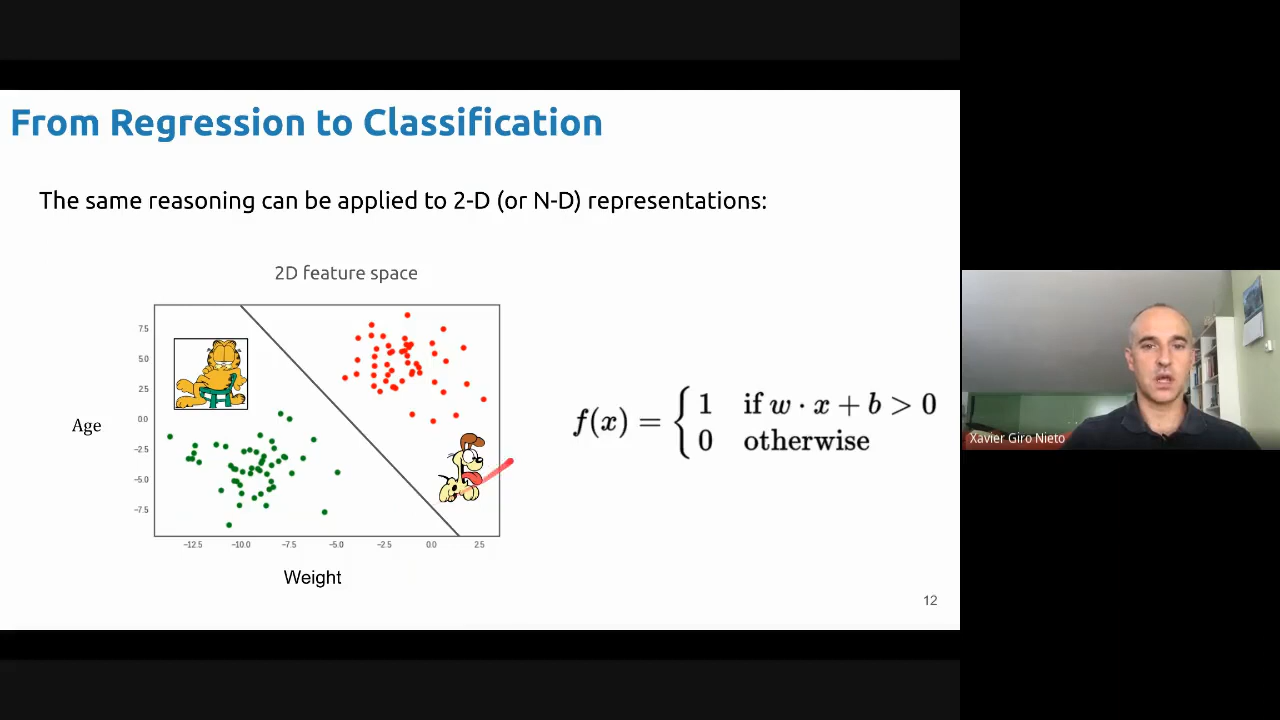 From Regression to Classification
The same reasoning can be applied to 2-D (or N-D) representations:
2D feature space
7.5
5.0
2.5
0.0
−2.5
−5.0
−7.5
Age
−12.5 −10.0 −7.5 −5.0 −2.5 0.0 2.5
Weight
f(x) = { 1 if w · x + b > 0
0 otherwise
12
Xavier Giro Nieto